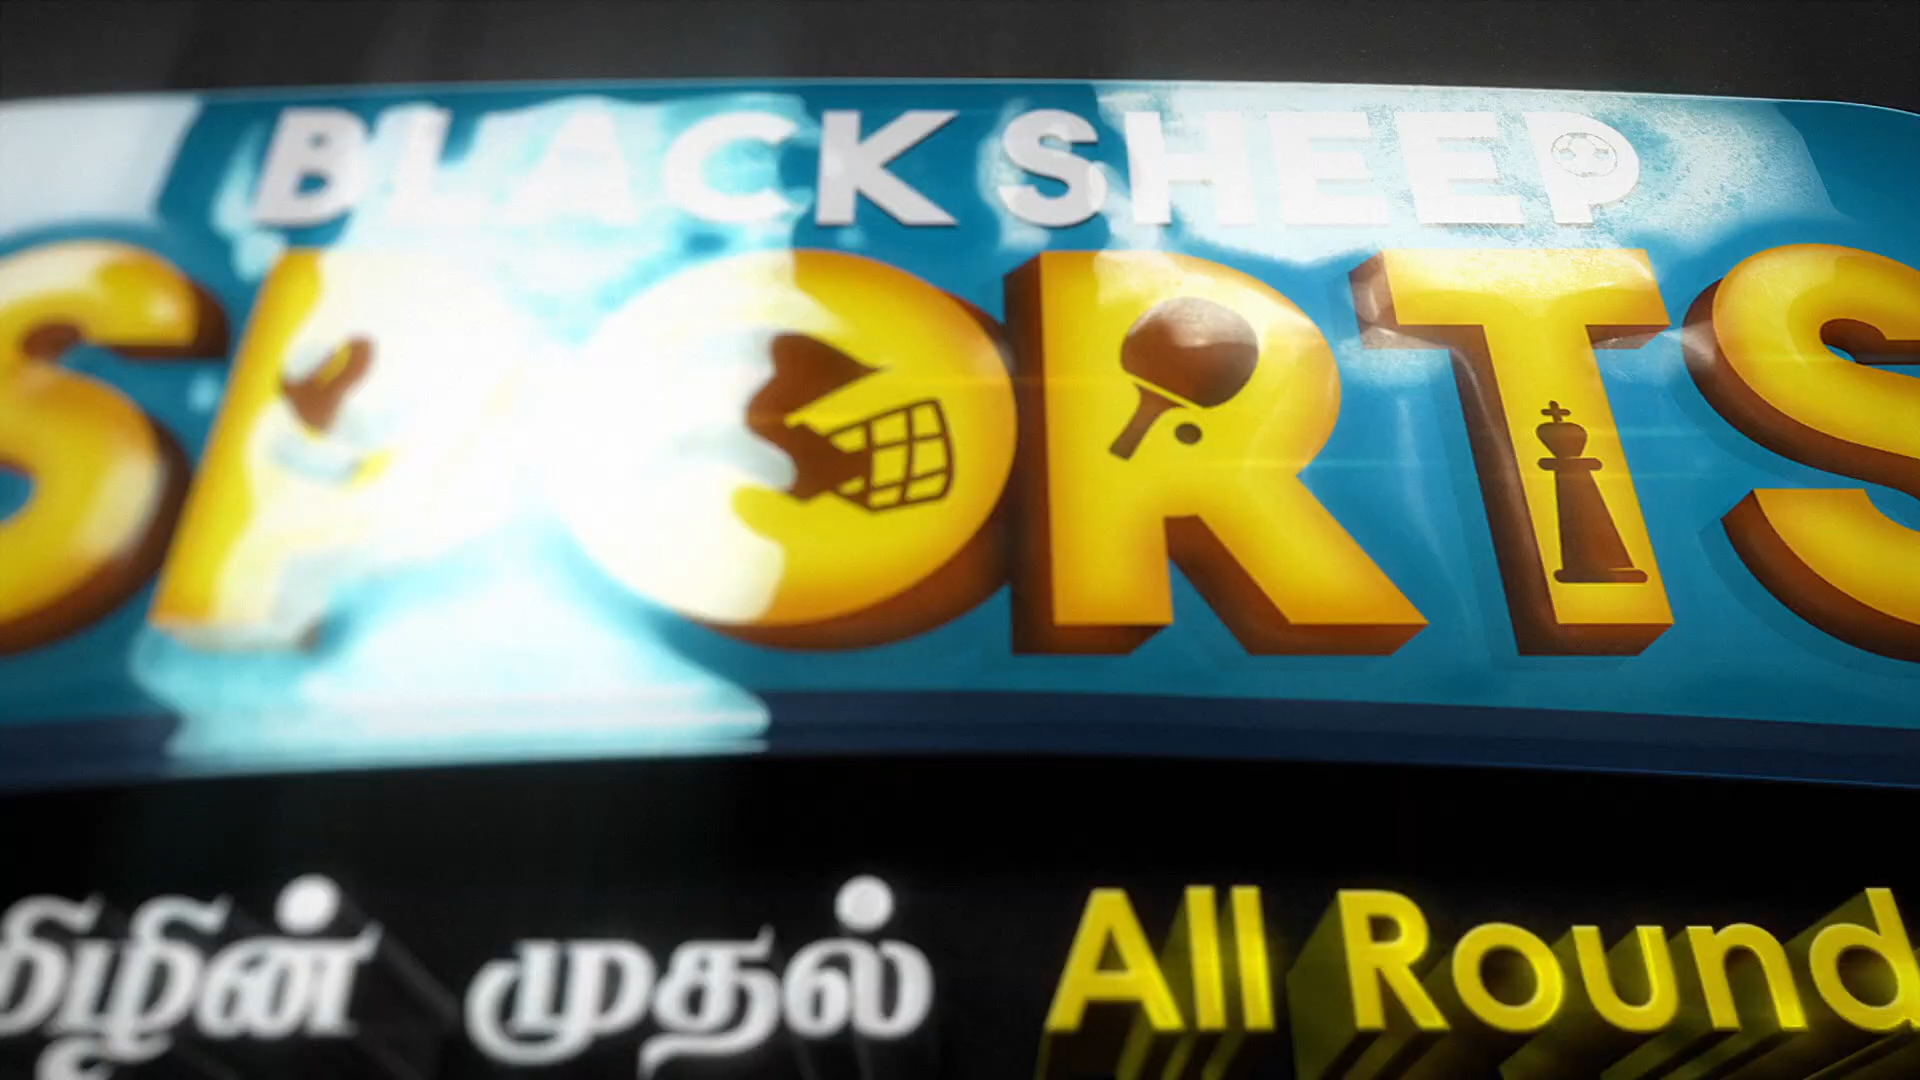 BLACK SHEEP
SPORTS
முதல் All Round